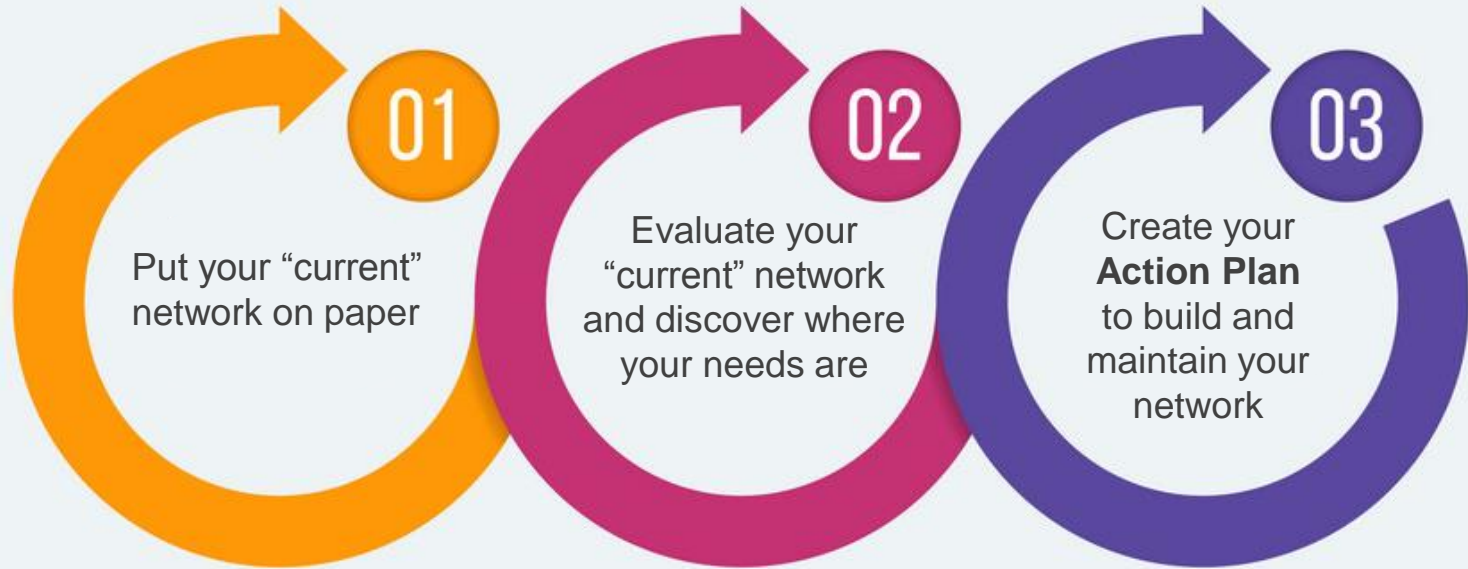 01
Put your “current”
network on paper
02
Evaluate your
“current” network
and discover where
your needs are
03
Create your
Action Plan
to build and
maintain your
network